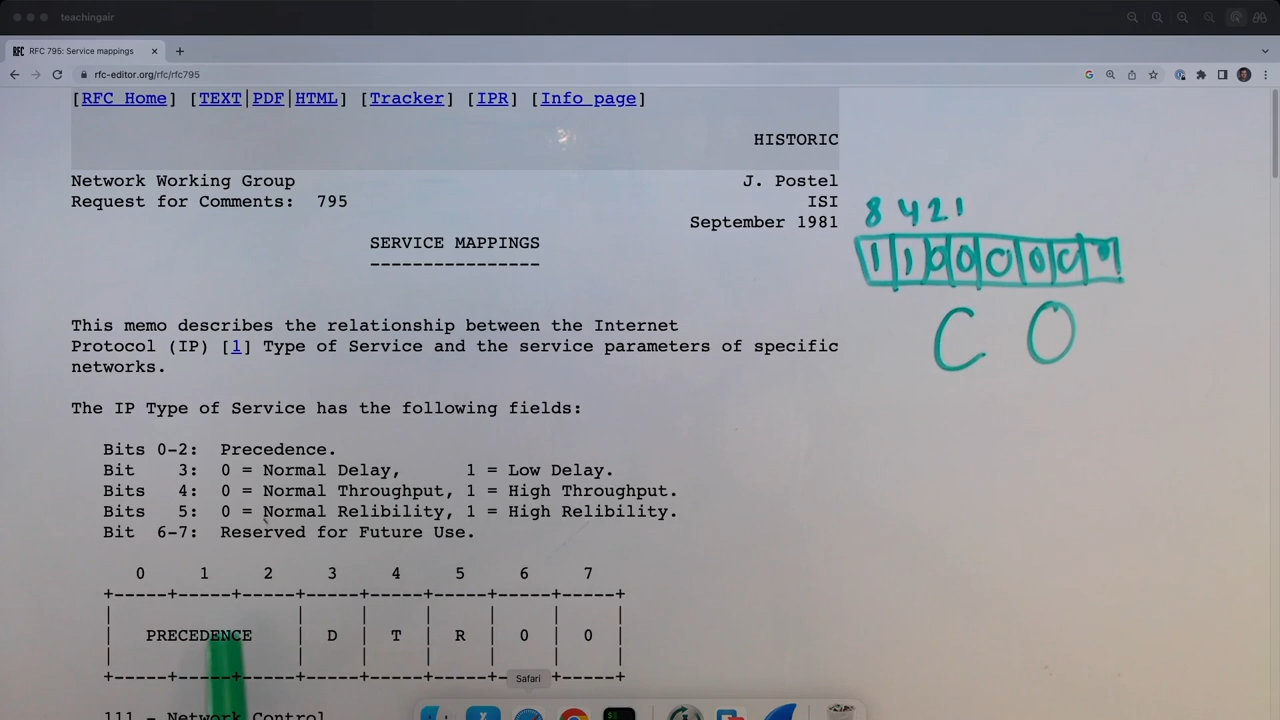 teachingair
RFC RFC 795: Service mappings
rfc-editor.org/rfc/rfc795
[RFC Home] [TEXT|PDF|HTML] [Tracker] [IPR] [Info page]
HISTORIC
Network Working Group J. Postel
Request for Comments: 795 ISI
September 1981
SERVICE MAPPINGS
---------------
8 4 2 1
1 1 0 0 0 0 0 0
C 0
This memo describes the relationship between the Internet
Protocol (IP) [1] Type of Service and the service parameters of specific
networks.
The IP Type of Service has the following fields:
Bits 0-2: Precedence.
Bit 3: 0 = Normal Delay, 1 = Low Delay.
Bits 4: 0 = Normal Throughput, 1 = High Throughput.
Bits 5: 0 = Normal Relibility, 1 = High Relibility.
Bit 6-7: Reserved for Future Use.
0 1 2 3 4 5 6 7
+-----+-----+-----+-----+-----+-----+-----+-----+
| | | | | | |
| PRECEDENCE | D | T | R | 0 | 0 |
| | | | | | |
+-----+-----+-----+-----+-----+-----+-----+-----+
Safari
111 - Network Control